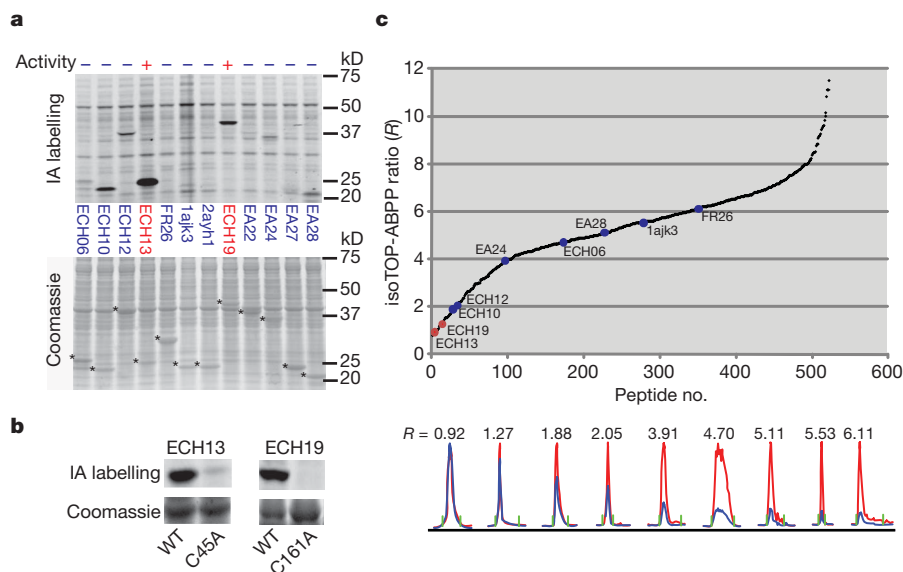 a
Activity – – – + – – – + – – – –
kD
75
50
37
25
20
IA labelling
ECH06 ECH10 ECH12 ECH13 FR26 1ajk3 2ayh1 ECH19 EA22 EA24 EA27 EA28
kD
75
50
37
25
20
Coomassie
* * * * * * * * * * * *
b
ECH13 ECH19
IA labelling
Coomassie
WT C45A WT C161A
c
isoTOP-ABPP ratio (R)
12
10
8
6
4
2
0
FR26
1ajk3
EA28
ECH06
EA24
ECH12
ECH10
ECH19
ECH13
0 100 200 300 400 500 600
Peptide no.
R = 0.92 1.27 1.88 2.05 3.91 4.70 5.11 5.53 6.11